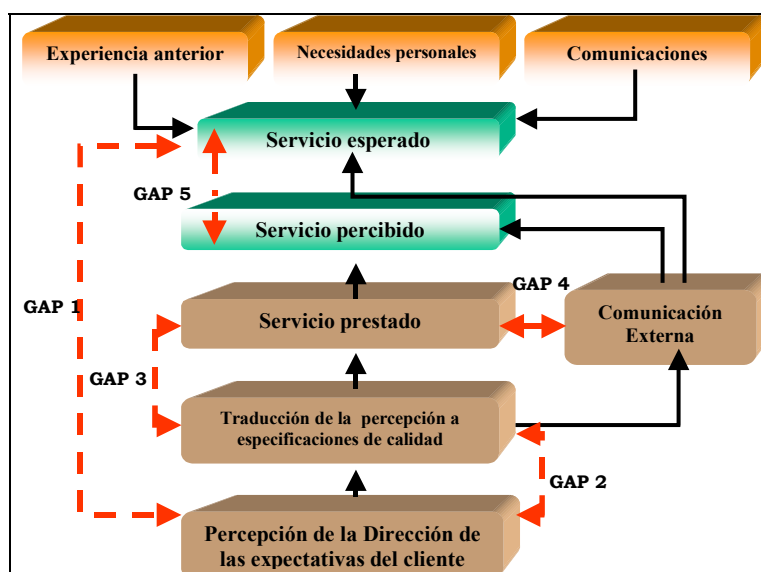 Experiencia anterior
Necesidades personales
Comunicaciones
Servicio esperado
GAP 5
Servicio percibido
GAP 4
GAP 1
Servicio prestado
Comunicación
Externa
GAP 3
Traducción de la percepción a
especificaciones de calidad
GAP 2
Percepción de la Dirección de
las expectativas del cliente